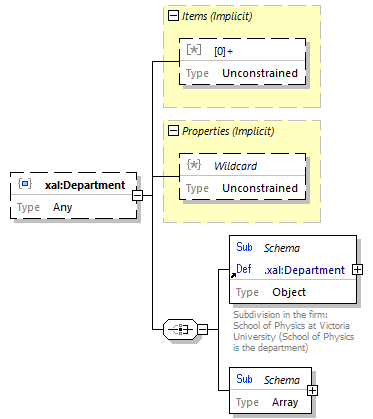 Items (Implicit)
[*] [0]+
Type Unconstrained
Properties (Implicit)
{*} Wildcard
Type Unconstrained
xal:Department
Type Any
Sub Schema
Def .xal:Department
Type Object
Subdivision in the firm:
School of Physics at Victoria
University (School of Physics
is the department)
Sub Schema
Type Array